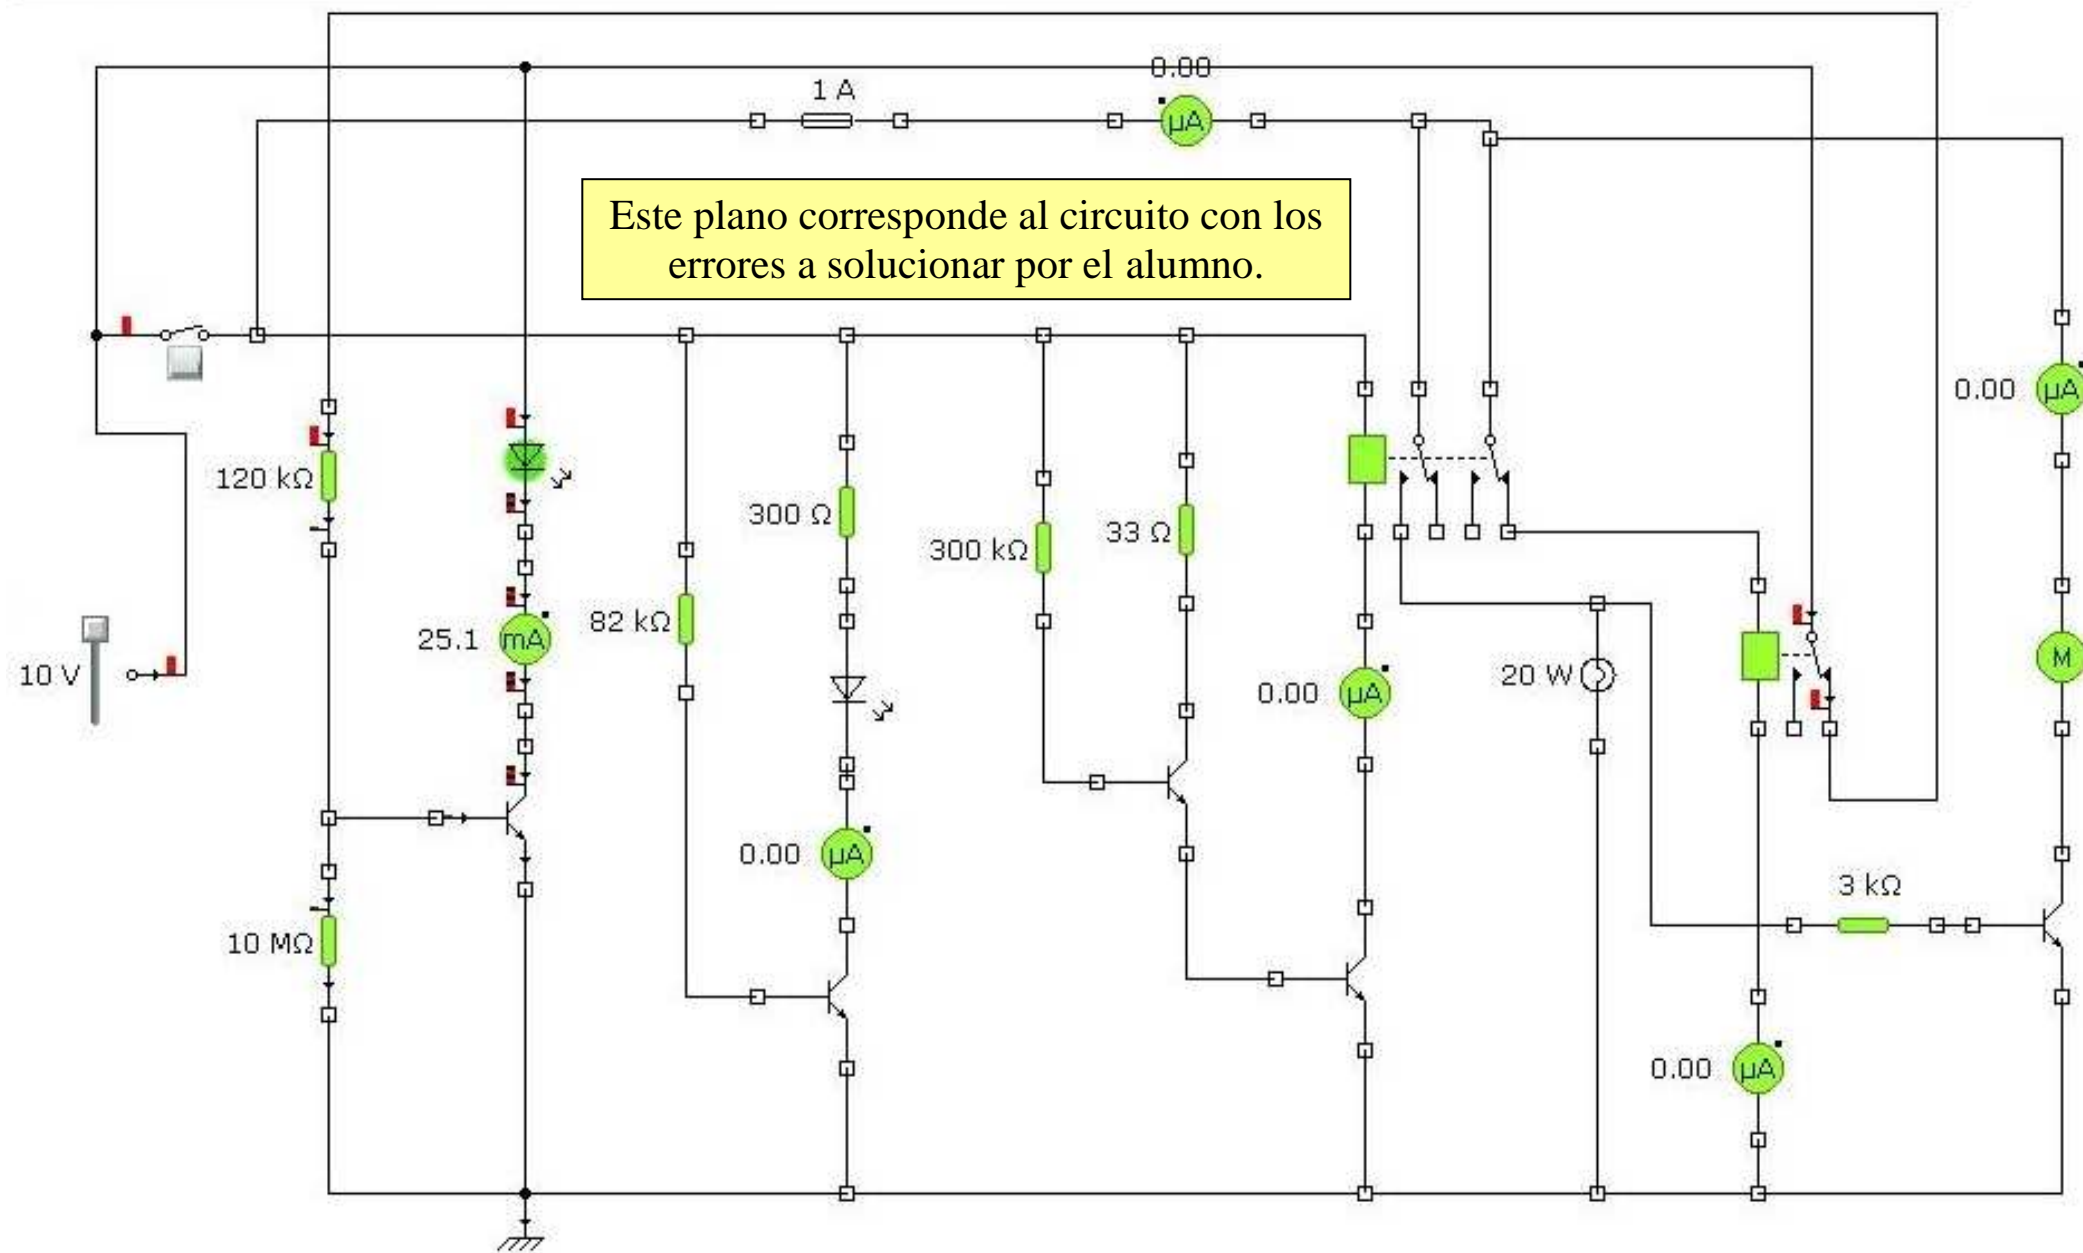 0.00
1 A
µA
Este plano corresponde al circuito con los
errores a solucionar por el alumno.
0.00 µA
120 kΩ
300 Ω
300 kΩ
33 Ω
25.1 mA
82 kΩ
10 V
0.00 µA
20 W
M
0.00 µA
3 kΩ
10 MΩ
0.00 µA